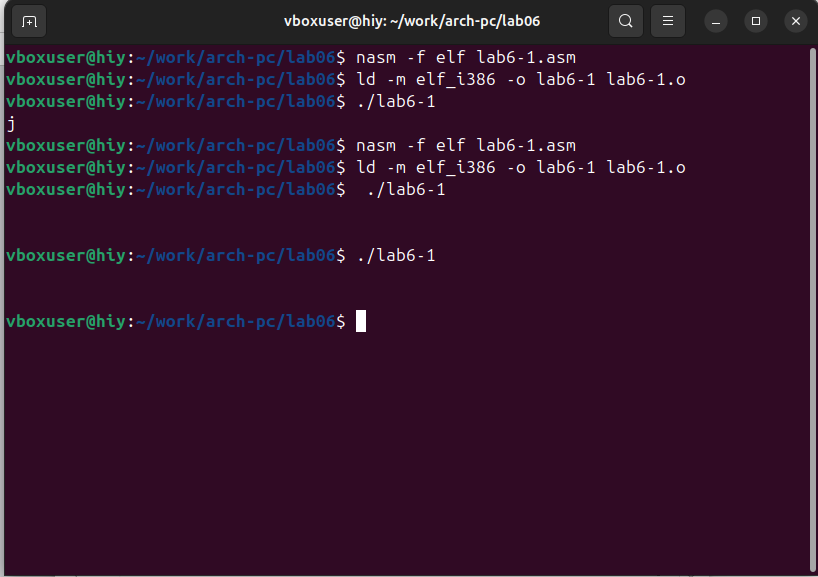 vboxuser@hiy: ~/work/arch-pc/lab06
vboxuser@hiy:~/work/arch-pc/lab06$ nasm -f elf lab6-1.asm
vboxuser@hiy:~/work/arch-pc/lab06$ ld -m elf_i386 -o lab6-1 lab6-1.o
vboxuser@hiy:~/work/arch-pc/lab06$ ./lab6-1
j
vboxuser@hiy:~/work/arch-pc/lab06$ nasm -f elf lab6-1.asm
vboxuser@hiy:~/work/arch-pc/lab06$ ld -m elf_i386 -o lab6-1 lab6-1.o
vboxuser@hiy:~/work/arch-pc/lab06$  ./lab6-1
vboxuser@hiy:~/work/arch-pc/lab06$ ./lab6-1
vboxuser@hiy:~/work/arch-pc/lab06$